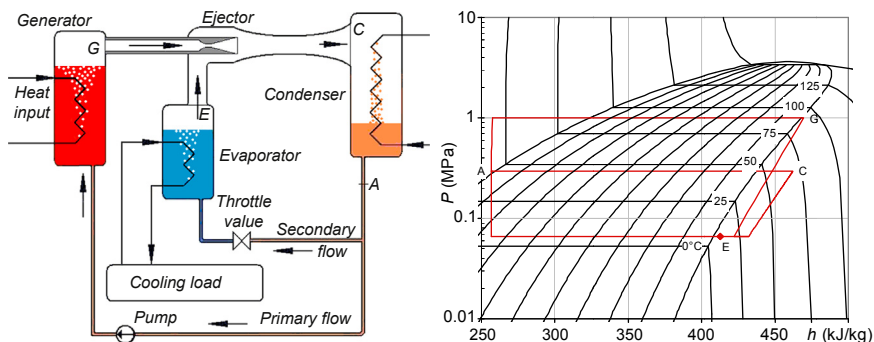 Generator
Ejector
G
C
Heat
input
Condenser
E
Evaporator
A
Throttle
value
Secondary
flow
Cooling load
Pump
Primary flow
10
1
0.1
0.01
P (MPa)
125
100
G
75
50
A
C
25
0°C
E
250
300
350
400
450
h (kJ/kg)